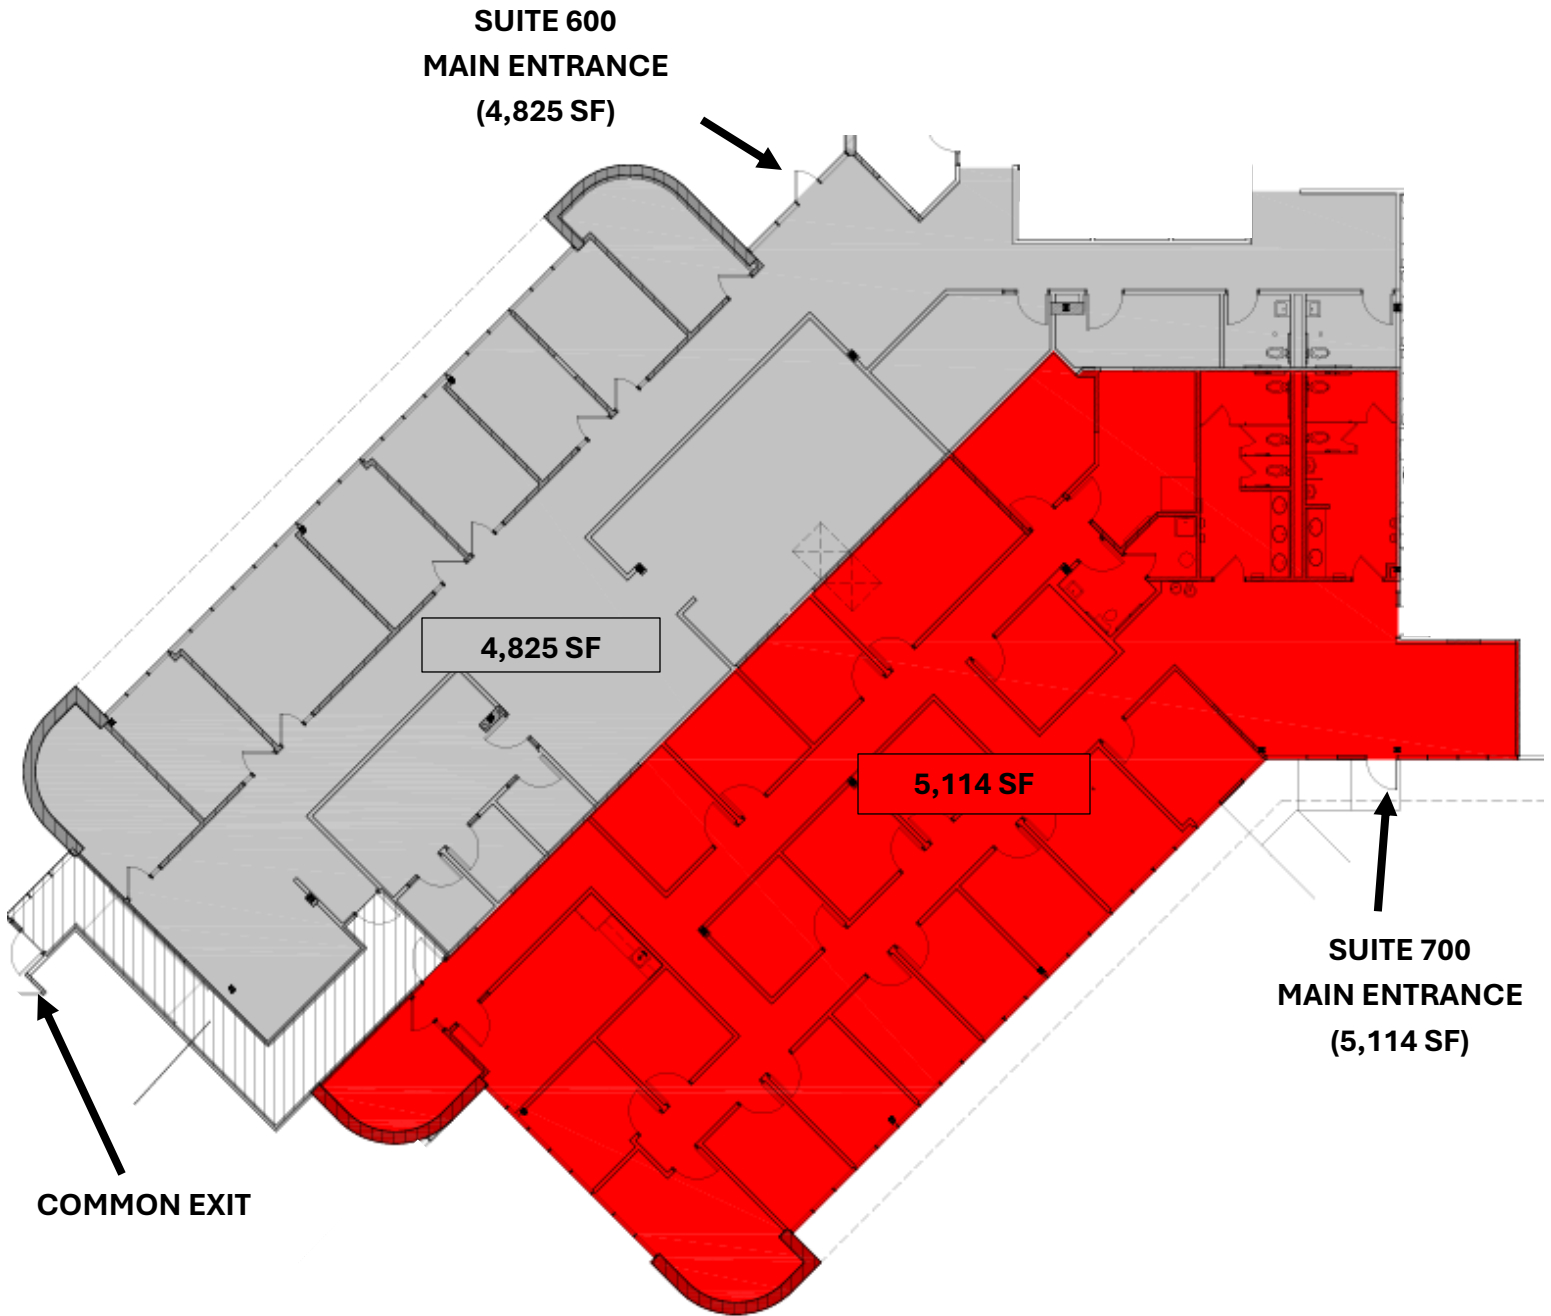 SUITE 600
MAIN ENTRANCE
(4,825 SF)
4,825 SF
5,114 SF
SUITE 700
MAIN ENTRANCE
(5,114 SF)
COMMON EXIT